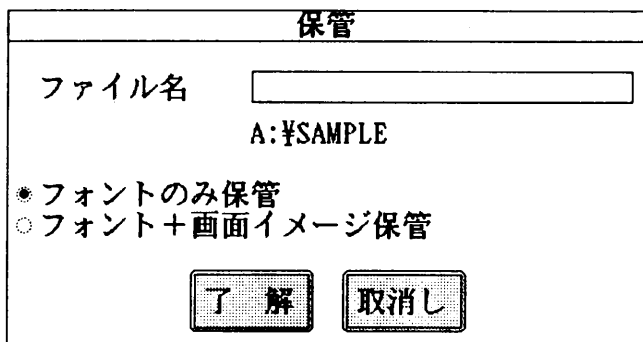 保管
ファイル名
A:¥SAMPLE
フォントのみ保管
フォント＋画面イメージ保管
了　解　取消し